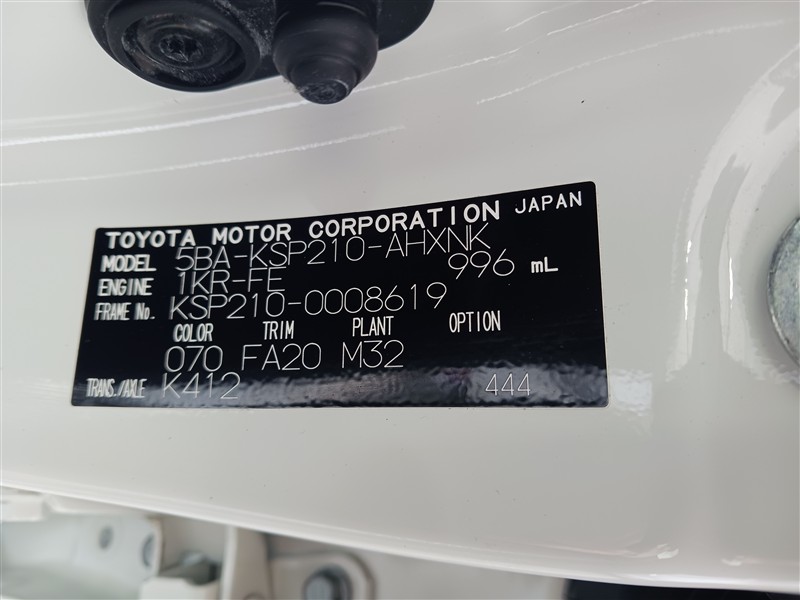 TOYOTA MOTOR CORPORATION JAPAN
MODEL 5BA-KSP210-AHXNK
ENGINE 1KR-FE 996 mL
FRAME No. KSP210-0008619
COLOR TRIM PLANT OPTION
070 FA20 M32
TRANS./AXLE K412 444